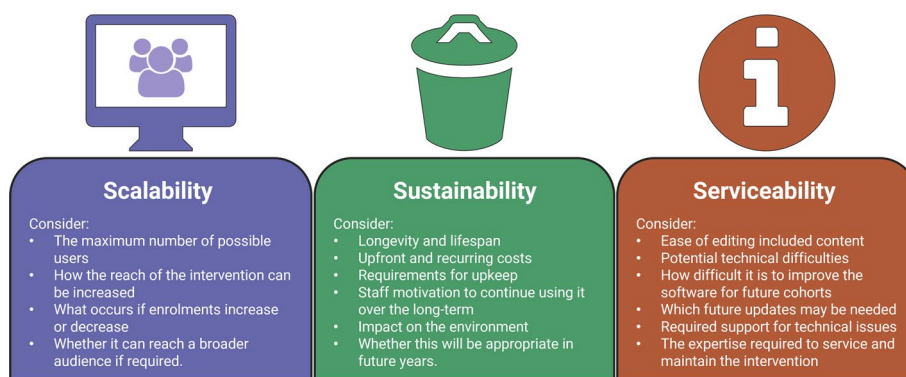 Scalability
Consider:
• The maximum number of possible
users
• How the reach of the intervention can
be increased
• What occurs if enrolments increase
or decrease
• Whether it can reach a broader
audience if required.
Sustainability
Consider:
• Longevity and lifespan
• Upfront and recurring costs
• Requirements for upkeep
• Staff motivation to continue using it
over the long-term
• Impact on the environment
• Whether this will be appropriate in
future years.
Serviceability
Consider:
• Ease of editing included content
• Potential technical difficulties
• How difficult it is to improve the
software for future cohorts
• Which future updates may be needed
• Required support for technical issues
• The expertise required to service and
maintain the intervention